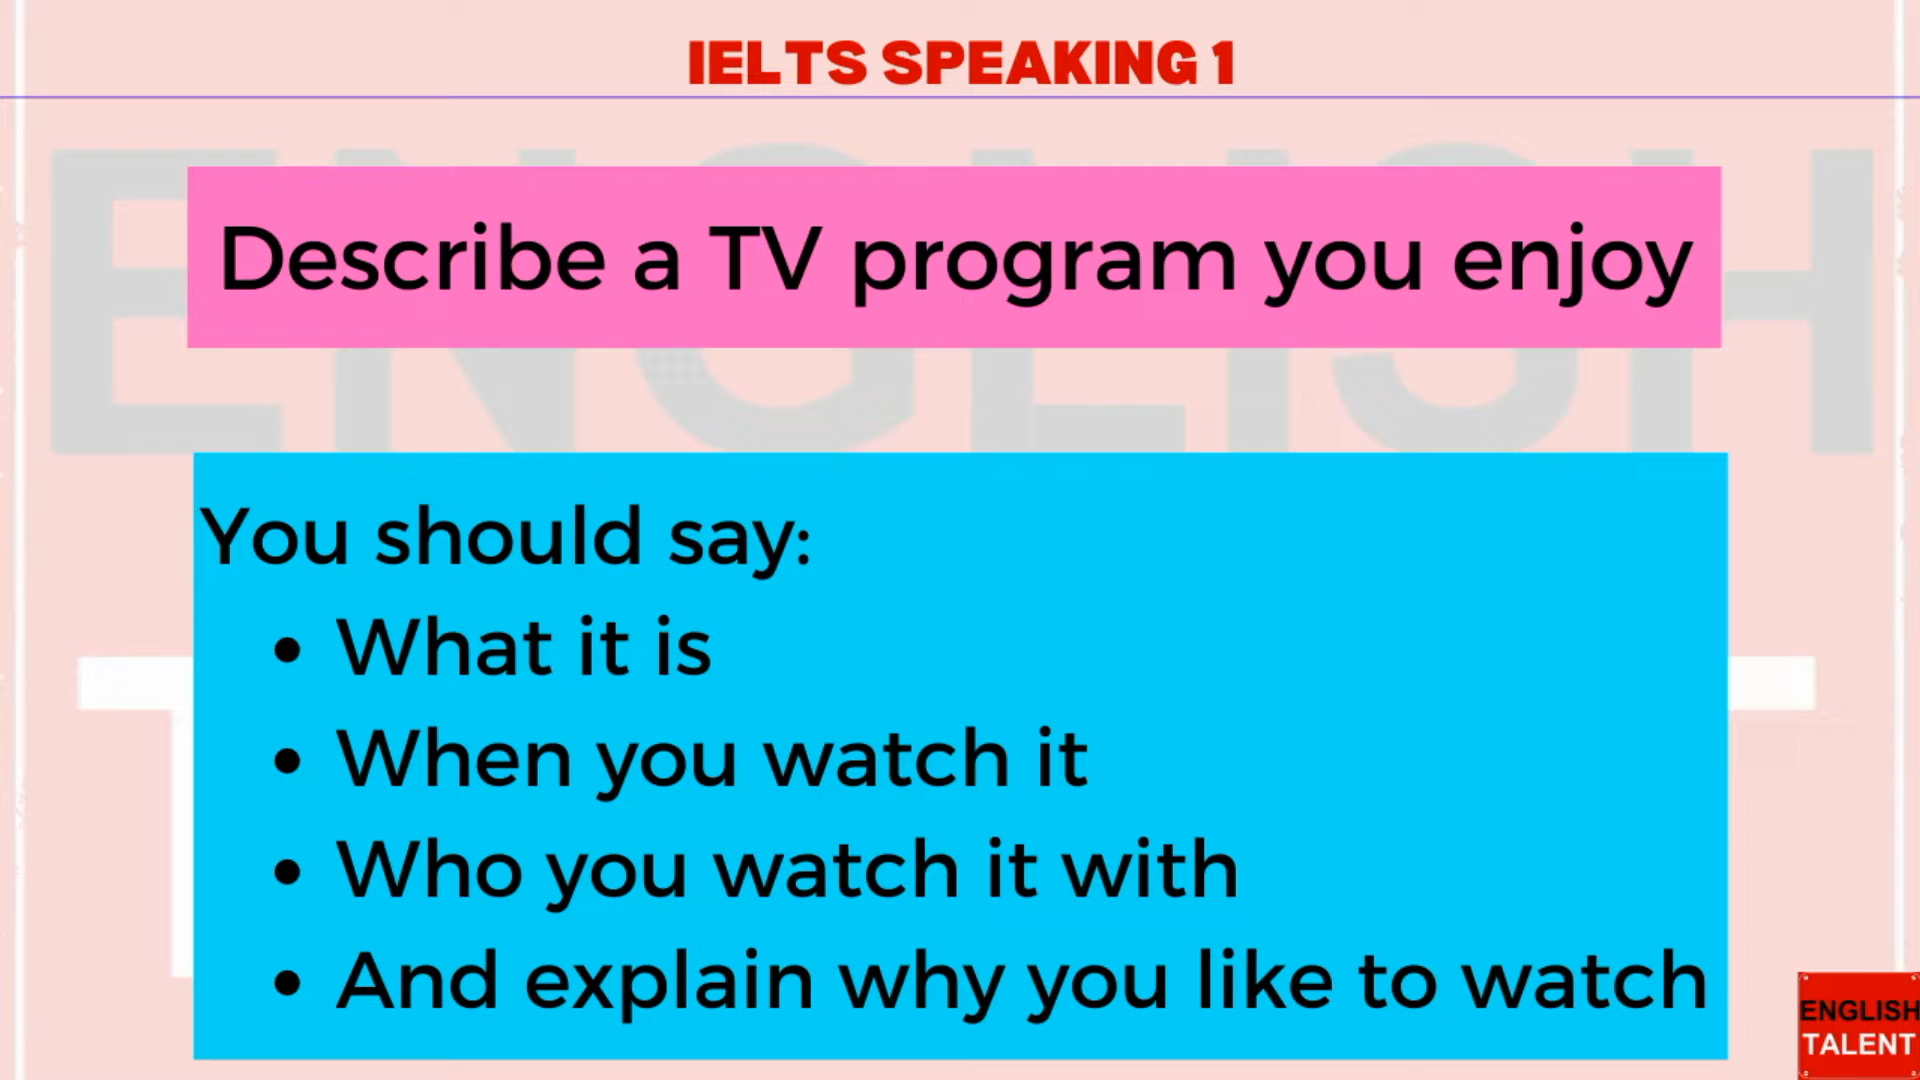 IELTS SPEAKING 1
ENGLISH
Describe a TV program you enjoy
You should say:
• What it is
• When you watch it
• Who you watch it with
• And explain why you like to watch
ENGLISH
TALENT